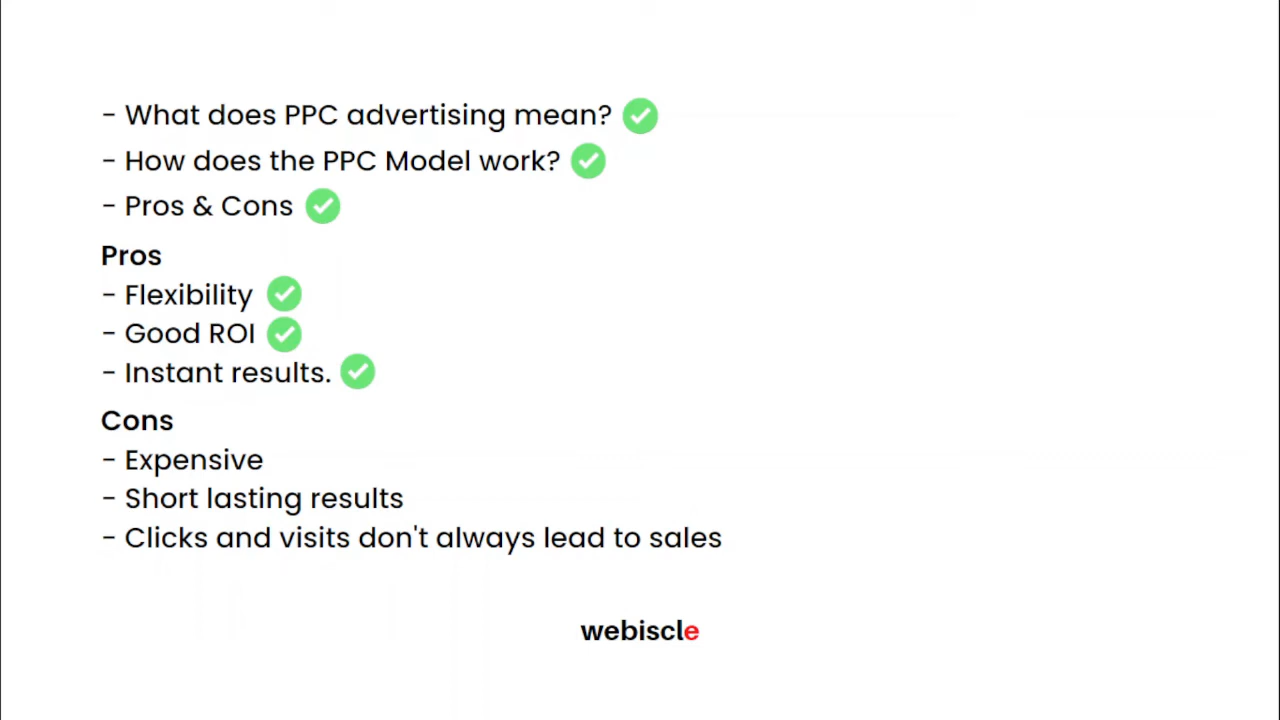 - What does PPC advertising mean?
- How does the PPC Model work?
- Pros & Cons
Pros
- Flexibility
- Good ROI
- Instant results.
Cons
- Expensive
- Short lasting results
- Clicks and visits don't always lead to sales
webiscle